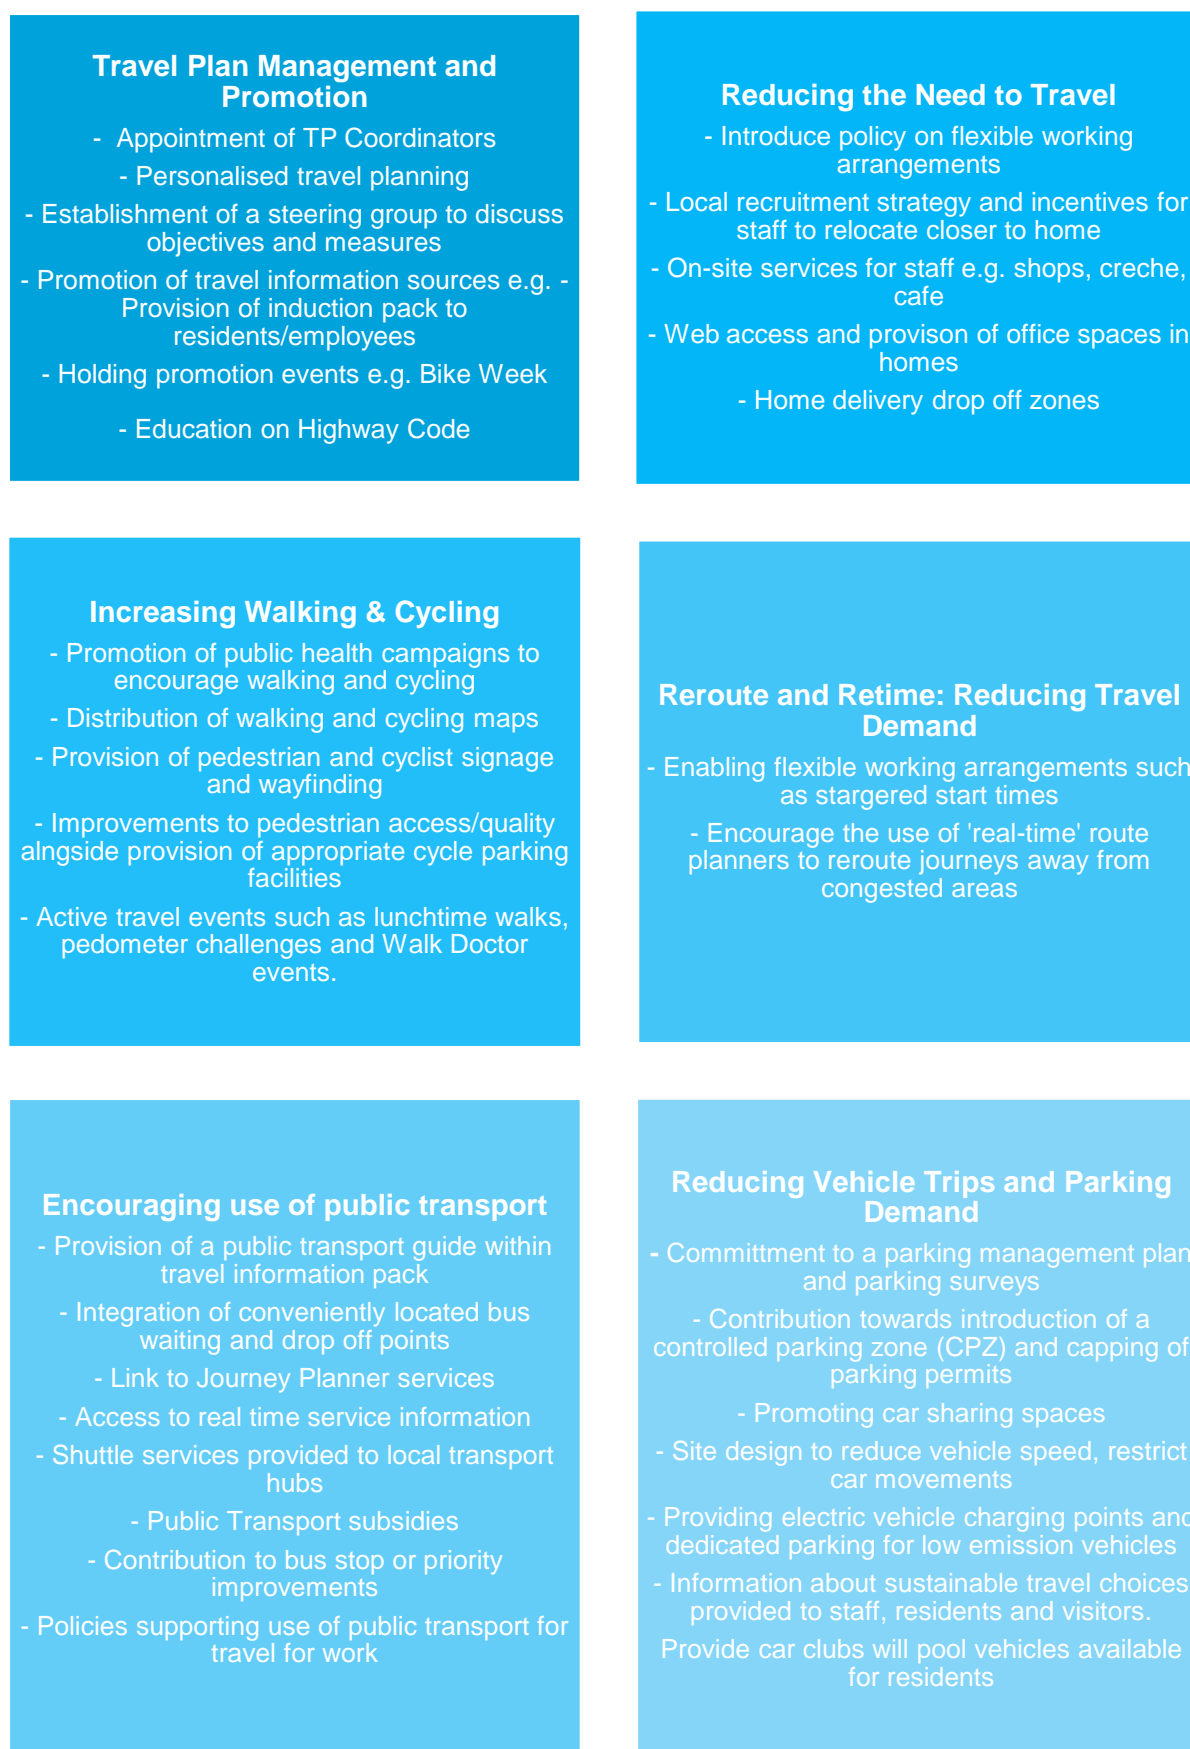 Travel Plan Management and
Promotion
- Appointment of TP Coordinators
- Personalised travel planning
- Establishment of a steering group to discuss
objectives and measures
- Promotion of travel information sources e.g. -
Provision of induction pack to
residents/employees
- Holding promotion events e.g. Bike Week
- Education on Highway Code
Reducing the Need to Travel
- Introduce policy on flexible working
arrangements
- Local recruitment strategy and incentives for
staff to relocate closer to home
- On-site services for staff e.g. shops, creche,
cafe
- Web access and provison of office spaces in
homes
- Home delivery drop off zones
Increasing Walking & Cycling
- Promotion of public health campaigns to
encourage walking and cycling
- Distribution of walking and cycling maps
- Provision of pedestrian and cyclist signage
and wayfinding
- Improvements to pedestrian access/quality
alngside provision of appropriate cycle parking
facilities
- Active travel events such as lunchtime walks,
pedometer challenges and Walk Doctor
events.
Reroute and Retime: Reducing Travel
Demand
- Enabling flexible working arrangements such
as stargered start times
- Encourage the use of 'real-time' route
planners to reroute journeys away from
congested areas
Encouraging use of public transport
- Provision of a public transport guide within
travel information pack
- Integration of conveniently located bus
waiting and drop off points
- Link to Journey Planner services
- Access to real time service information
- Shuttle services provided to local transport
hubs
- Public Transport subsidies
- Contribution to bus stop or priority
improvements
- Policies supporting use of public transport for
travel for work
Reducing Vehicle Trips and Parking
Demand
- Committment to a parking management plan
and parking surveys
- Contribution towards introduction of a
controlled parking zone (CPZ) and capping of
parking permits
- Promoting car sharing spaces
- Site design to reduce vehicle speed, restrict
car movements
- Providing electric vehicle charging points and
dedicated parking for low emission vehicles
- Information about sustainable travel choices
provided to staff, residents and visitors.
Provide car clubs will pool vehicles available
for residents